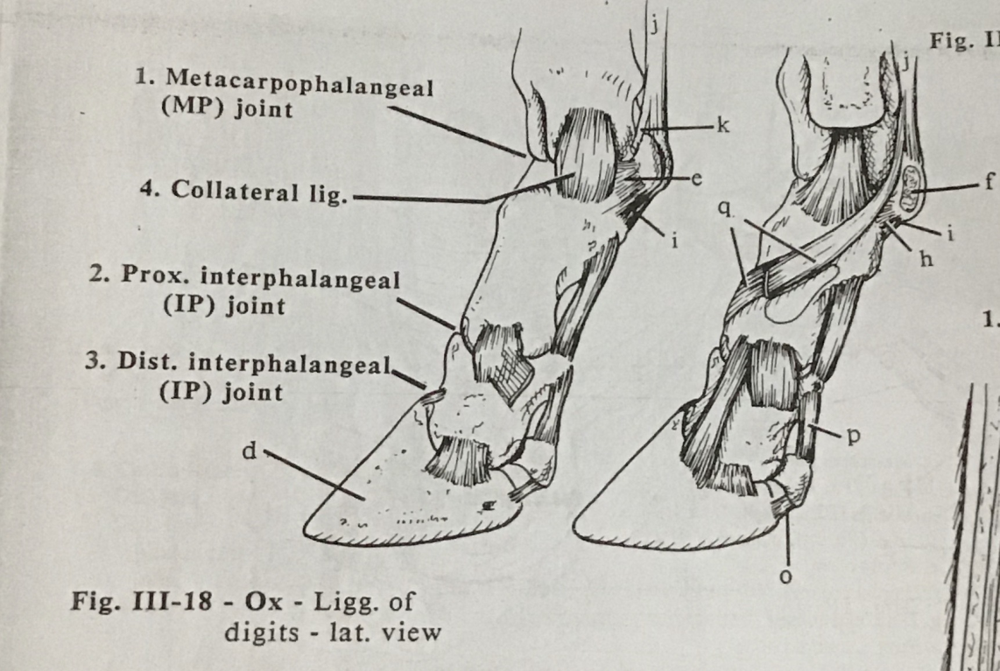 j
Fig. II
j
1. Metacarpophalangeal
(MP) joint
k
4. Collateral lig.
e
f
q
i
i
h
2. Prox. interphalangeal
(IP) joint
1.
3. Dist. interphalangeal
(IP) joint
d
p
o
Fig. III-18 - Ox - Ligg. of
digits - lat. view